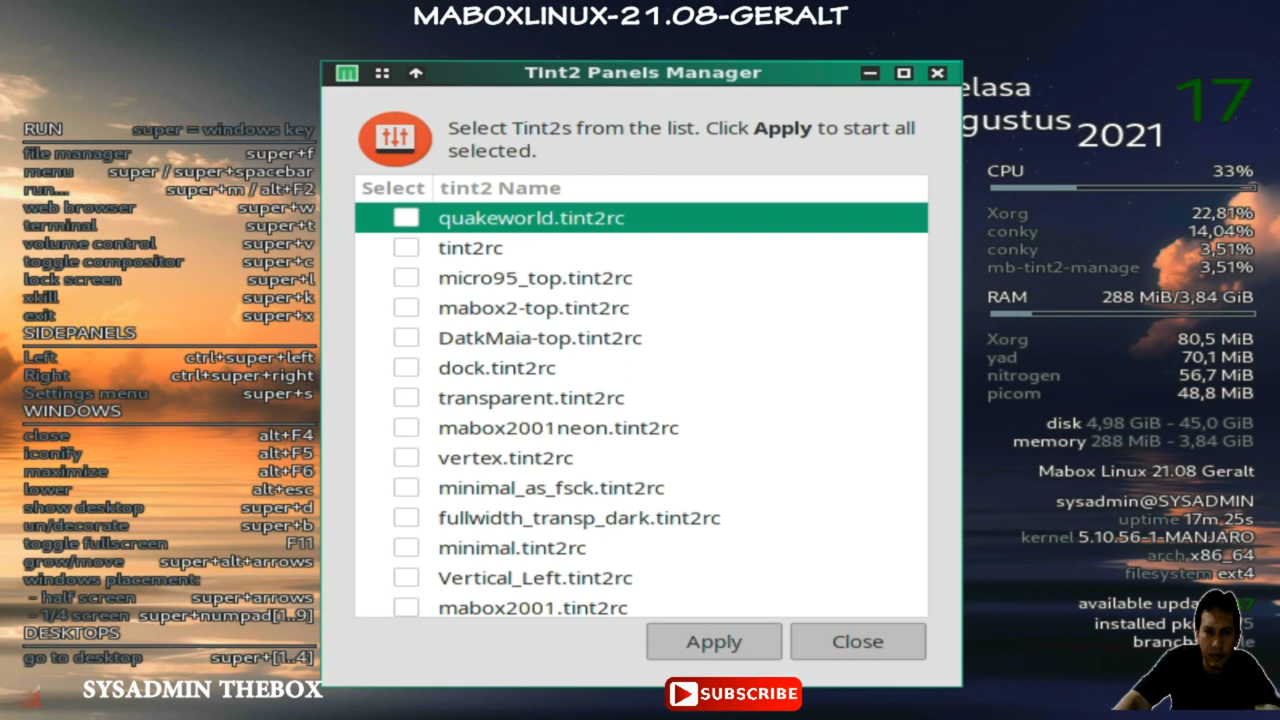 MABOXLINUX-21.08-GERALT
Tint2 Panels Manager
Select Tint2s from the list. Click Apply to start all
selected.
Select tint2 Name
quakeworld.tint2rc
tint2rc
micro95_top.tint2rc
mabox2-top.tint2rc
DatkMaia-top.tint2rc
dock.tint2rc
transparent.tint2rc
mabox2001neon.tint2rc
vertex.tint2rc
minimal_as_fsck.tint2rc
fullwidth_transp_dark.tint2rc
minimal.tint2rc
Vertical_Left.tint2rc
mabox2001.tint2rc
Apply
Close
RUN super = windows key
file manager super+f
menu super / super+spacebar
run... super+m / alt+F2
web browser super+w
terminal super+t
volume control super+v
toggle compositor super+c
lock screen super+l
xkill super+k
exit super+x
SIDEPANELS
Left ctrl+super+left
Right ctrl+super+right
Settings menu super+s
WINDOWS
close alt+F4
iconify alt+F5
maximize alt+F6
lower alt+esc
show desktop super+d
un/decorate super+b
toggle fullscreen F11
grow/move super+alt+arrows
windows placement:
- half screen super+arrows
- 1/4 screen super+numpad[1..9]
DESKTOPS
go to desktop super+[1..4]
elasa 17
gustus 2021
CPU 33%
Xorg 22,81%
conky 14,04%
conky 3,51%
mb-tint2-manage 3,51%
RAM 288 MiB/3,84 GiB
Xorg 80,5 MiB
yad 70,1 MiB
nitrogen 56,7 MiB
picom 48,8 MiB
disk 4,98 GiB - 45,0 GiB
memory 288 MiB - 3,84 GiB
Mabox Linux 21.08 Geralt
sysadmin@SYSADMIN
uptime 17m 25s
kernel 5.10.56-1-MANJARO
arch x86_64
filesystem ext4
available upda
installed pk
branch
SYSADMIN THEBOX
SUBSCRIBE